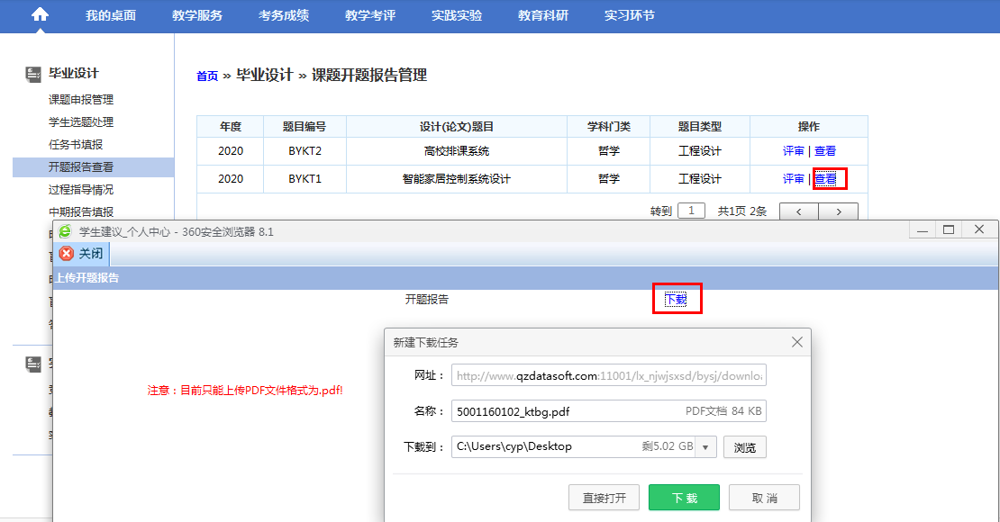 我的桌面 教学服务 考务成绩 教学考评 实践实验 教育科研 实习环节
毕业设计
课题申报管理
学生选题处理
任务书填报
开题报告查看
过程指导情况
中期报告填报
首页 » 毕业设计 » 课题开题报告管理
年度 题目编号 设计(论文)题目 学科门类 题目类型 操作
2020 BYKT2 高校排课系统 哲学 工程设计 评审 | 查看
2020 BYKT1 智能家居控制系统设计 哲学 工程设计 评审 | 查看
转到 1 共1页 2条 < >
学生建议_个人中心 - 360安全浏览器 8.1
关闭
上传开题报告
开题报告 下载
注意：目前只能上传PDF文件格式为.pdf!
新建下载任务
网址： http://www.qzdatasoft.com:11001/lx_njwjsxsd/bysj/downloa
名称： 5001160102_ktbg.pdf PDF文档 84 KB
下载到： C:\Users\cyp\Desktop 剩5.02 GB 浏览
直接打开 下载 取消